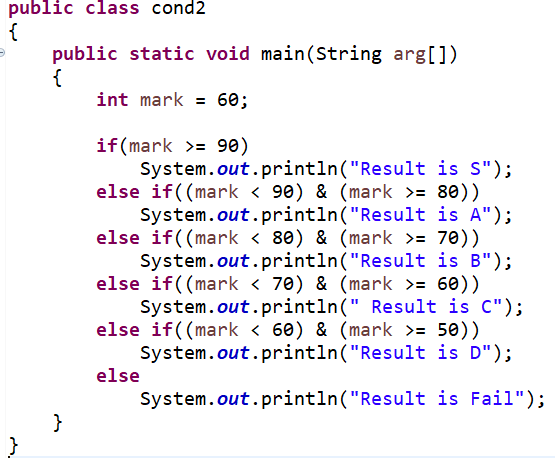 public class cond2
{
    public static void main(String arg[])
    {
        int mark = 60;

        if(mark >= 90)
            System.out.println("Result is S");
        else if((mark < 90) & (mark >= 80))
            System.out.println("Result is A");
        else if((mark < 80) & (mark >= 70))
            System.out.println("Result is B");
        else if((mark < 70) & (mark >= 60))
            System.out.println(" Result is C");
        else if((mark < 60) & (mark >= 50))
            System.out.println("Result is D");
        else
            System.out.println("Result is Fail");
    }
}